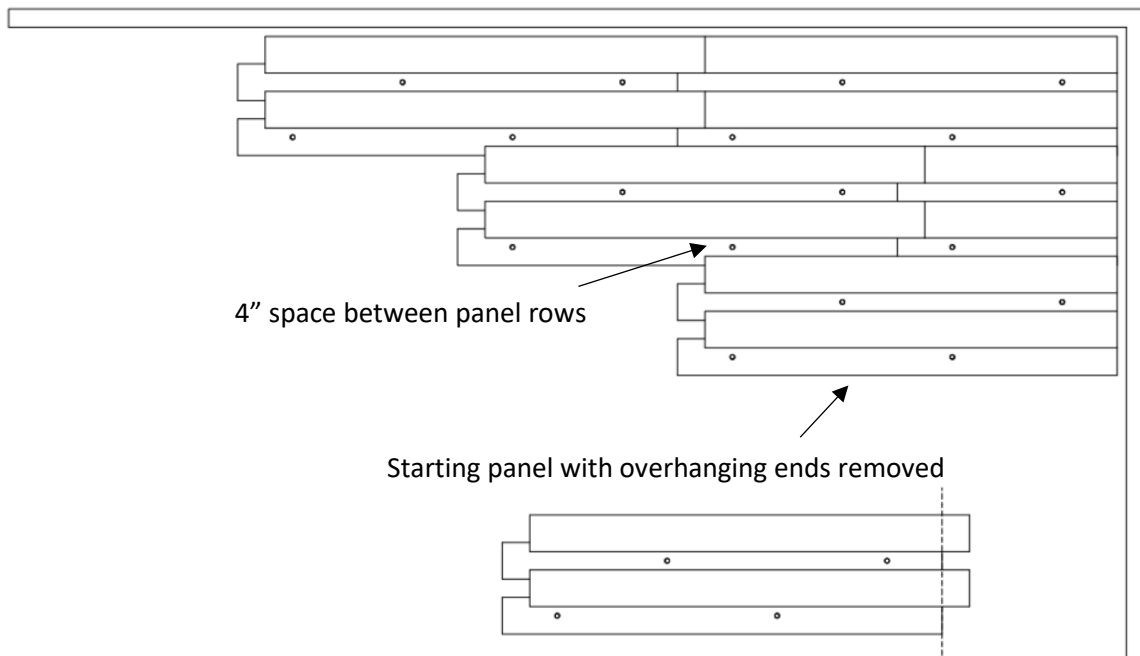 4” space between panel rows
Starting panel with overhanging ends removed